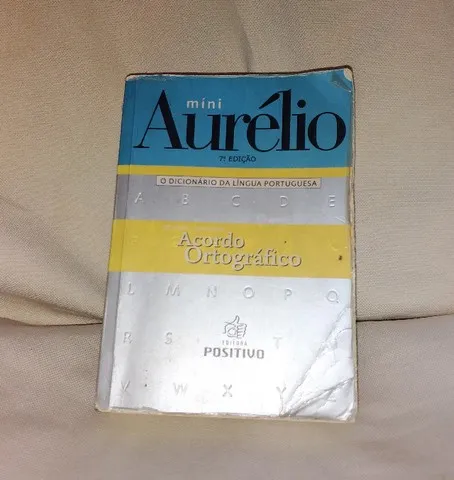 míni
Aurélio
7ª EDIÇÃO
O DICIONÁRIO DA LÍNGUA PORTUGUESA
A B C D E
Acordo
Ortográfico
L M N O P Q
R S T
EDITORA
POSITIVO
V W X Y Z